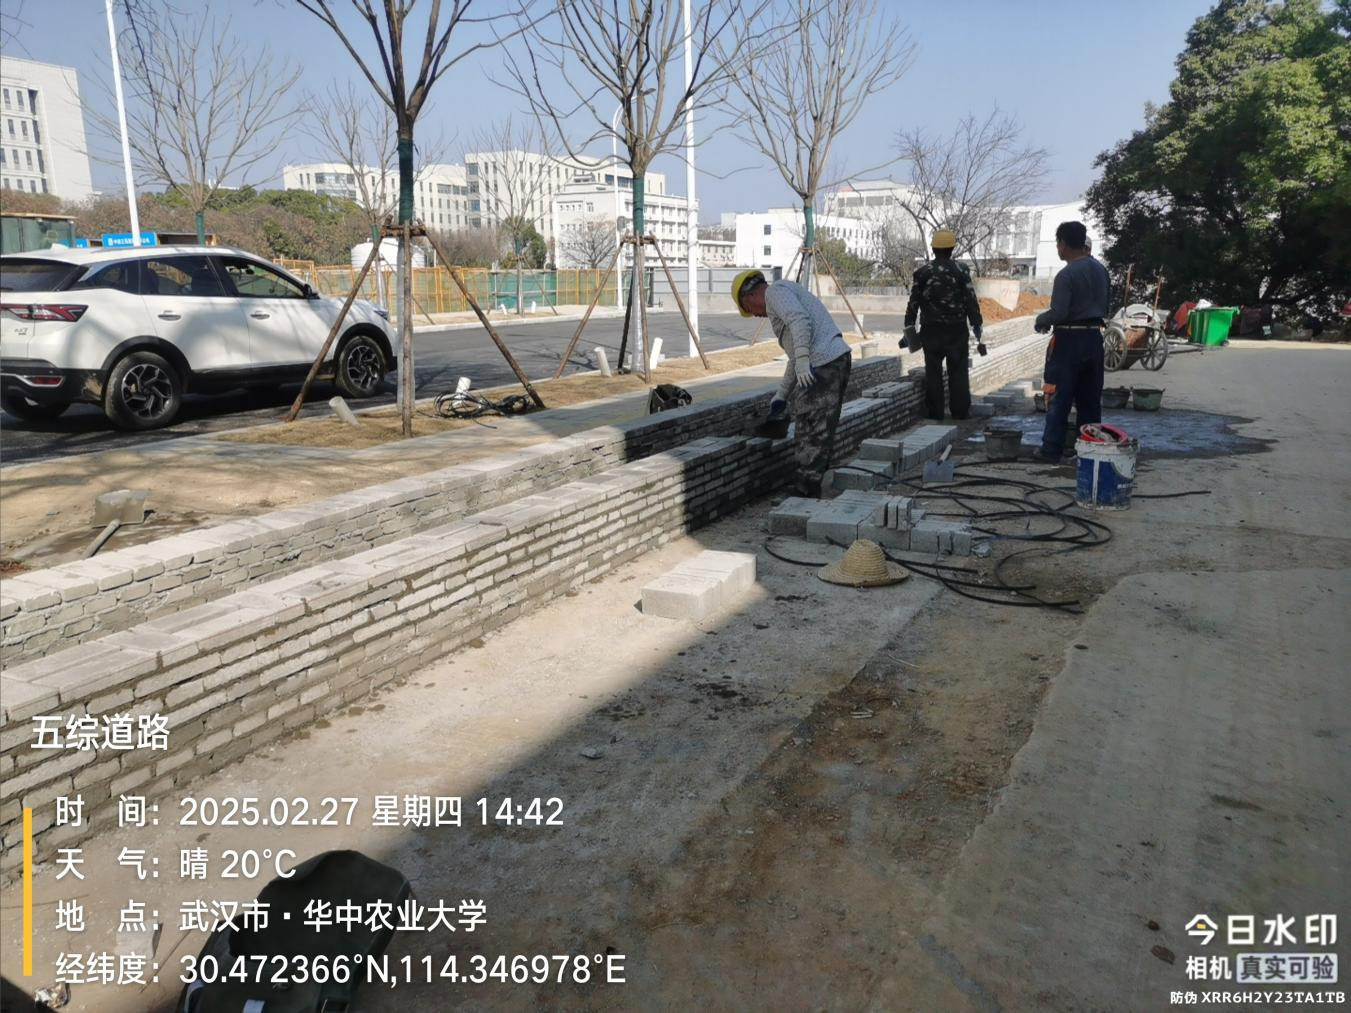 五综道路
时 间：2025.02.27 星期四 14:42
天 气：晴 20°C
地 点：武汉市·华中农业大学
经纬度：30.472366°N,114.346978°E
今日水印
相机 真实可验
防伪 XRR6H2Y23TA1TB